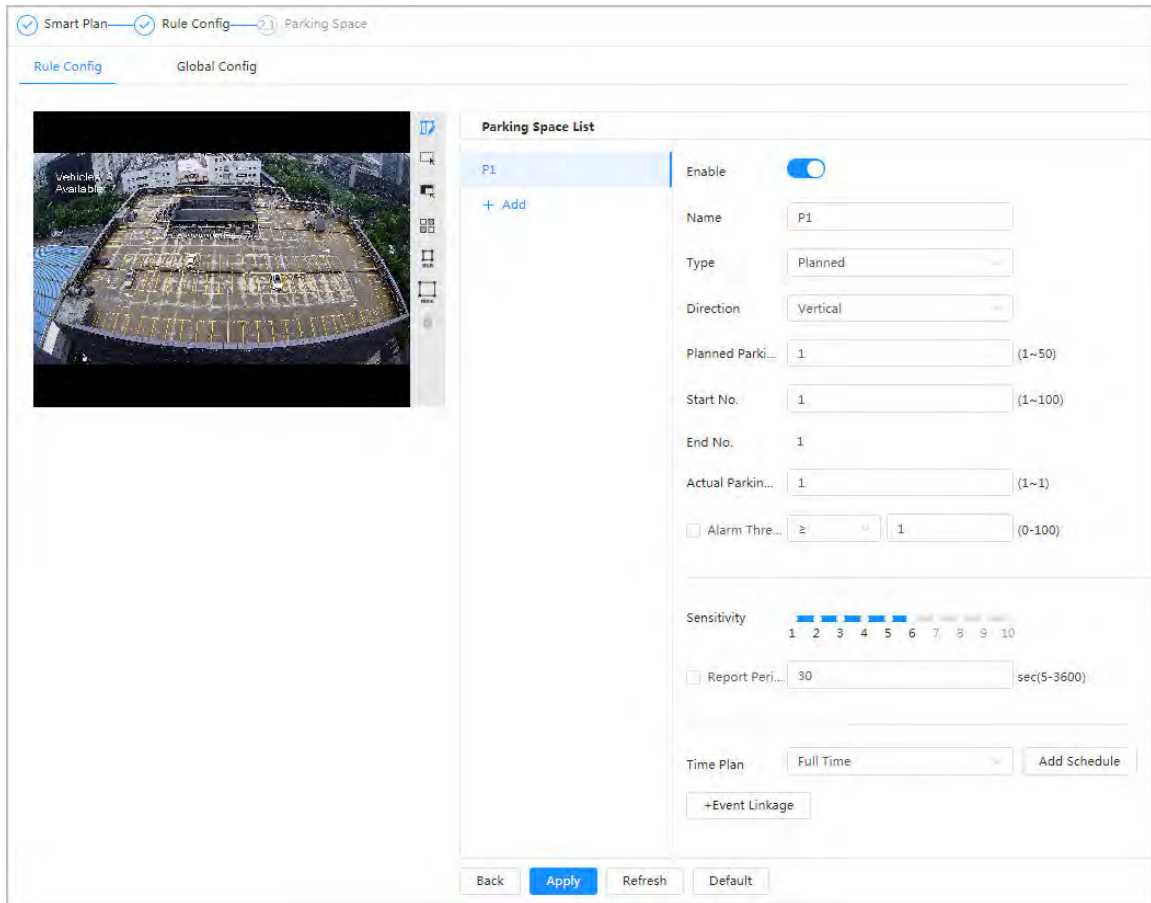 Smart Plan Rule Config 2.1 Parking Space
Rule Config Global Config
Vehicles:
Available:
Parking Space List
P1
+ Add
Enable
Name P1
Type Planned
Direction Vertical
Planned Parki... 1 (1~50)
Start No. 1 (1~100)
End No. 1
Actual Parkin... 1 (1~1)
Alarm Thre... ≥ 1 (0-100)
Sensitivity
1 2 3 4 5 6 7 8 9 10
Report Peri... 30 sec(5-3600)
Time Plan Full Time Add Schedule
+Event Linkage
Back Apply Refresh Default